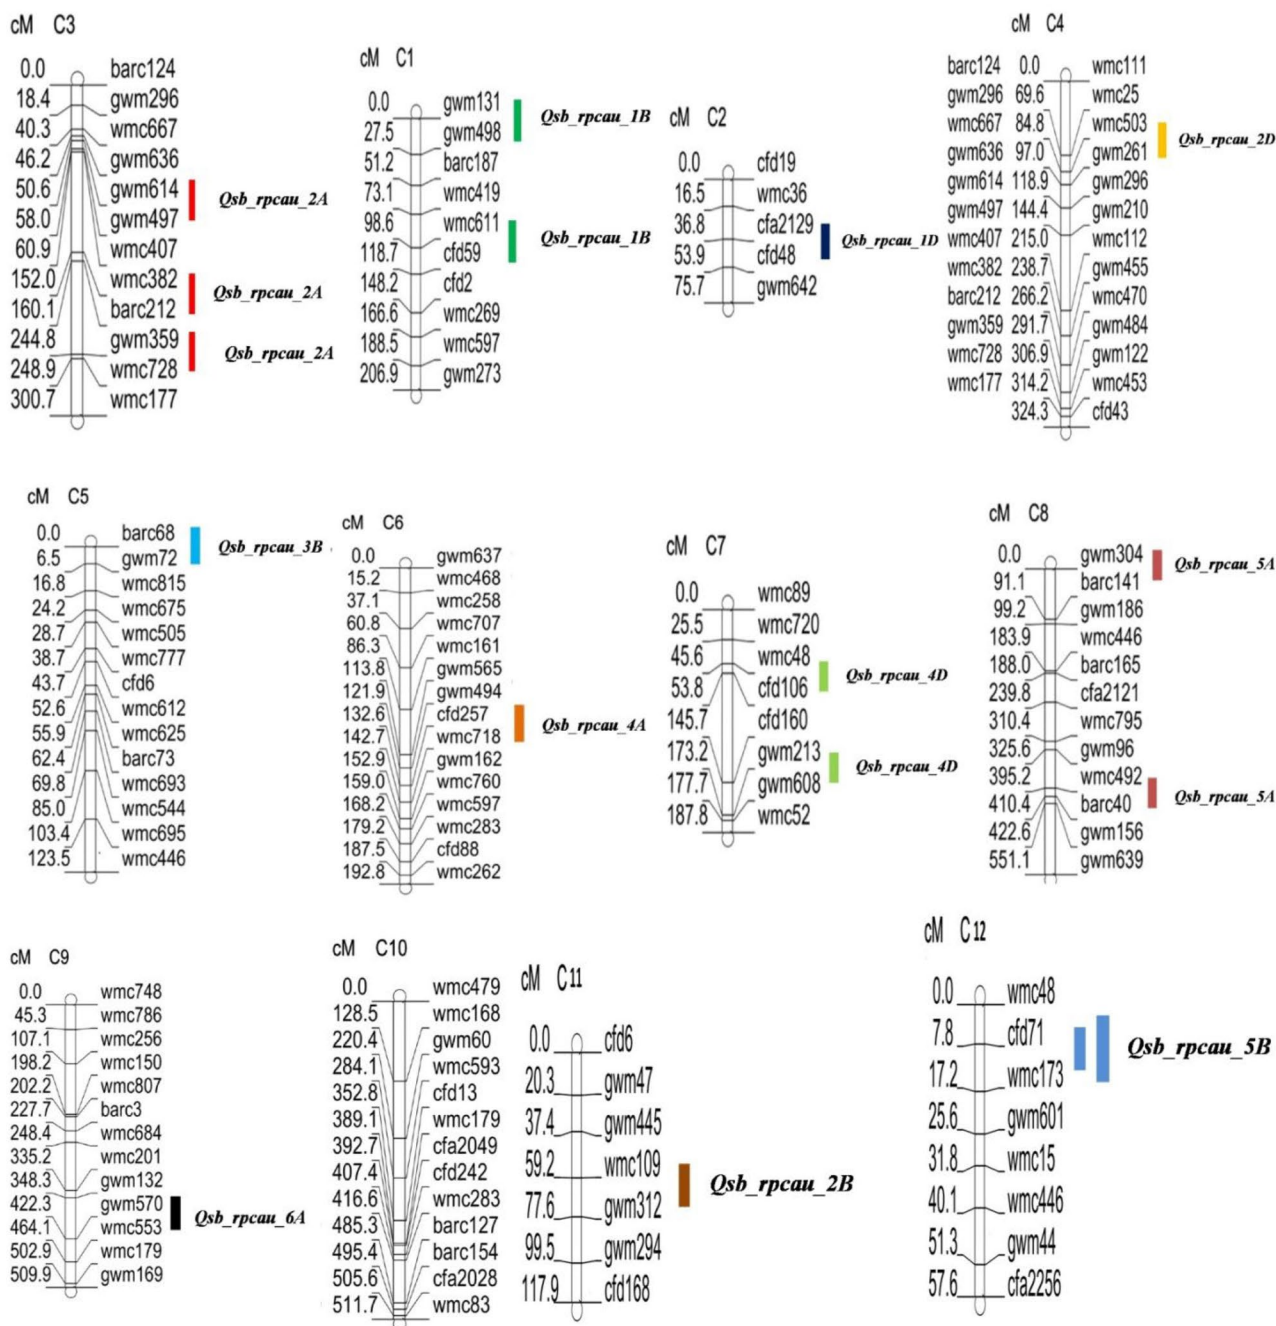 cM C3
0.0 barc124
18.4 gwm296
40.3 wmc667
46.2 gwm636
50.6 gwm614
58.0 gwm497
60.9 wmc407
152.0 wmc382
160.1 barc212
244.8 gwm359
248.9 wmc728
300.7 wmc177
Qsb_rpcau_2A
Qsb_rpcau_2A
Qsb_rpcau_2A
cM C1
0.0 gwm131
27.5 gwm498
51.2 barc187
73.1 wmc419
98.6 wmc611
118.7 cfd59
148.2 cfd2
166.6 wmc269
188.5 wmc597
206.9 gwm273
Qsb_rpcau_1B
Qsb_rpcau_1B
cM C2
0.0 cfd19
16.5 wmc36
36.8 cfa2129
53.9 cfd48
75.7 gwm642
Qsb_rpcau_1D
cM C4
barc124 0.0 wmc111
gwm296 69.6 wmc25
wmc667 84.8 wmc503
gwm636 97.0 gwm261
gwm614 118.9 gwm296
gwm497 144.4 gwm210
wmc407 215.0 wmc112
wmc382 238.7 gwm455
barc212 266.2 wmc470
gwm359 291.7 gwm484
wmc728 306.9 gwm122
wmc177 314.2 wmc453
324.3 cfd43
Qsb_rpcau_2D
cM C5
0.0 barc68
6.5 gwm72
16.8 wmc815
24.2 wmc675
28.7 wmc505
38.7 wmc777
43.7 cfd6
52.6 wmc612
55.9 wmc625
62.4 barc73
69.8 wmc693
85.0 wmc544
103.4 wmc695
123.5 wmc446
Qsb_rpcau_3B
cM C6
0.0 gwm637
15.2 wmc468
37.1 wmc258
60.8 wmc707
86.3 wmc161
113.8 gwm565
121.9 gwm494
132.6 cfd257
142.7 wmc718
152.9 gwm162
159.0 wmc760
168.2 wmc597
179.2 wmc283
187.5 cfd88
192.8 wmc262
Qsb_rpcau_4A
cM C7
0.0 wmc89
25.5 wmc720
45.6 wmc48
53.8 cfd106
145.7 cfd160
173.2 gwm213
177.7 gwm608
187.8 wmc52
Qsb_rpcau_4D
Qsb_rpcau_4D
cM C8
0.0 gwm304
91.1 barc141
99.2 gwm186
183.9 wmc446
188.0 barc165
239.8 cfa2121
310.4 wmc795
325.6 gwm96
395.2 wmc492
410.4 barc40
422.6 gwm156
551.1 gwm639
Qsb_rpcau_5A
Qsb_rpcau_5A
cM C9
0.0 wmc748
45.3 wmc786
107.1 wmc256
198.2 wmc150
202.2 wmc807
227.7 barc3
248.4 wmc684
335.2 wmc201
348.3 gwm132
422.3 gwm570
464.1 wmc553
502.9 wmc179
509.9 gwm169
Qsb_rpcau_6A
cM C10
0.0 wmc479
128.5 wmc168
220.4 gwm60
284.1 wmc593
352.8 cfd13
389.1 wmc179
392.7 cfa2049
407.4 cfd242
416.6 wmc283
485.3 barc127
495.4 barc154
505.6 cfa2028
511.7 wmc83
cM C11
0.0 cfd6
20.3 gwm47
37.4 gwm445
59.2 wmc109
77.6 gwm312
99.5 gwm294
117.9 cfd168
Qsb_rpcau_2B
cM C12
0.0 wmc48
7.8 cfd71
17.2 wmc173
25.6 gwm601
31.8 wmc15
40.1 wmc446
51.3 gwm44
57.6 cfa2256
Qsb_rpcau_5B